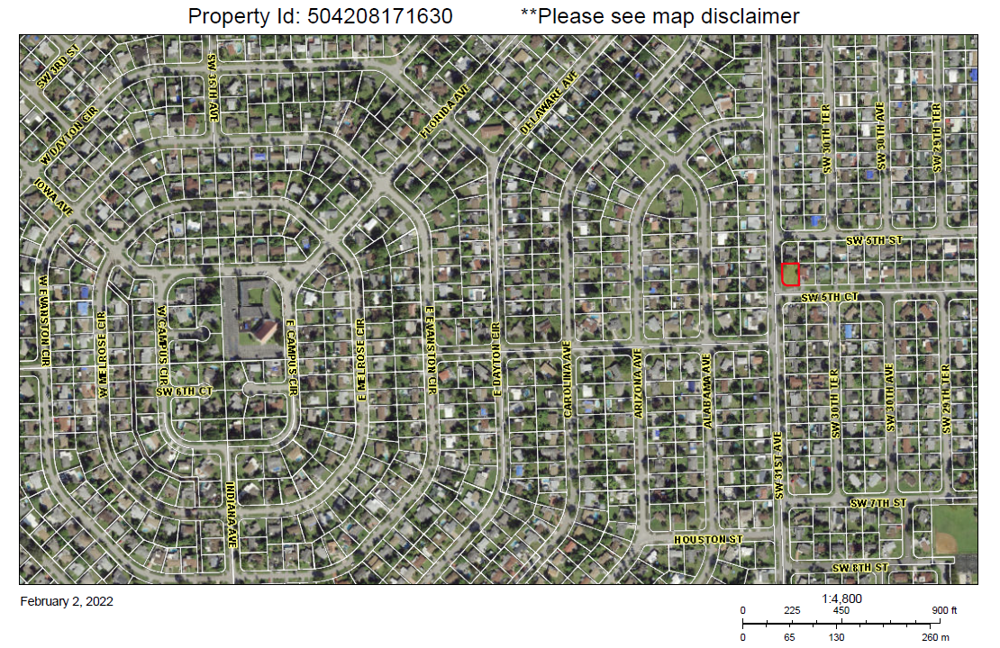 Property Id: 504208171630 **Please see map disclaimer
SW 3RD ST
SW 36TH AVE
FLORIDA AVE
DELAWARE AVE
W DAYTON CIR
SW 30TH TER
SW 30TH AVE
SW 29TH TER
IOWA AVE
SW 5TH ST
SW 5TH CT
W EVANSTON CIR
W MELROSE CIR
W CAMPUS CIR
E CAMPUS CIR
E MELROSE CIR
E EVANSTON CIR
E DAYTON CIR
CAROLINA AVE
ARIZONA AVE
ALABAMA AVE
SW 30TH TER
SW 30TH AVE
SW 29TH TER
SW 6TH CT
SW 31ST AVE
INDIANA AVE
SW 7TH ST
HOUSTON ST
SW 8TH ST
February 2, 2022
1:4,800
0 225 450 900 ft
0 65 130 260 m